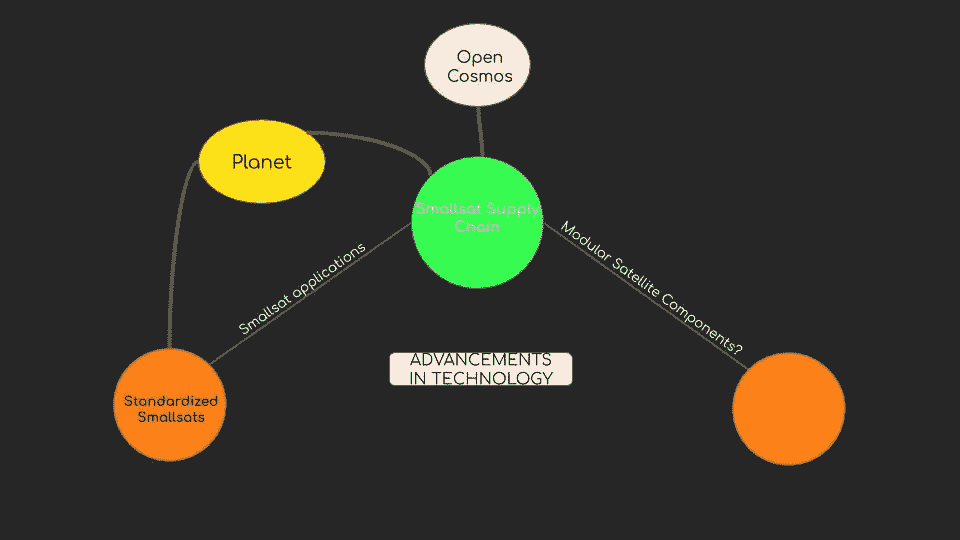 Open
Cosmos
Planet
Smallsat Supply
Chain
Smallsat applications
Modular Satellite Components?
ADVANCEMENTS
IN TECHNOLOGY
Standardized
Smallsats